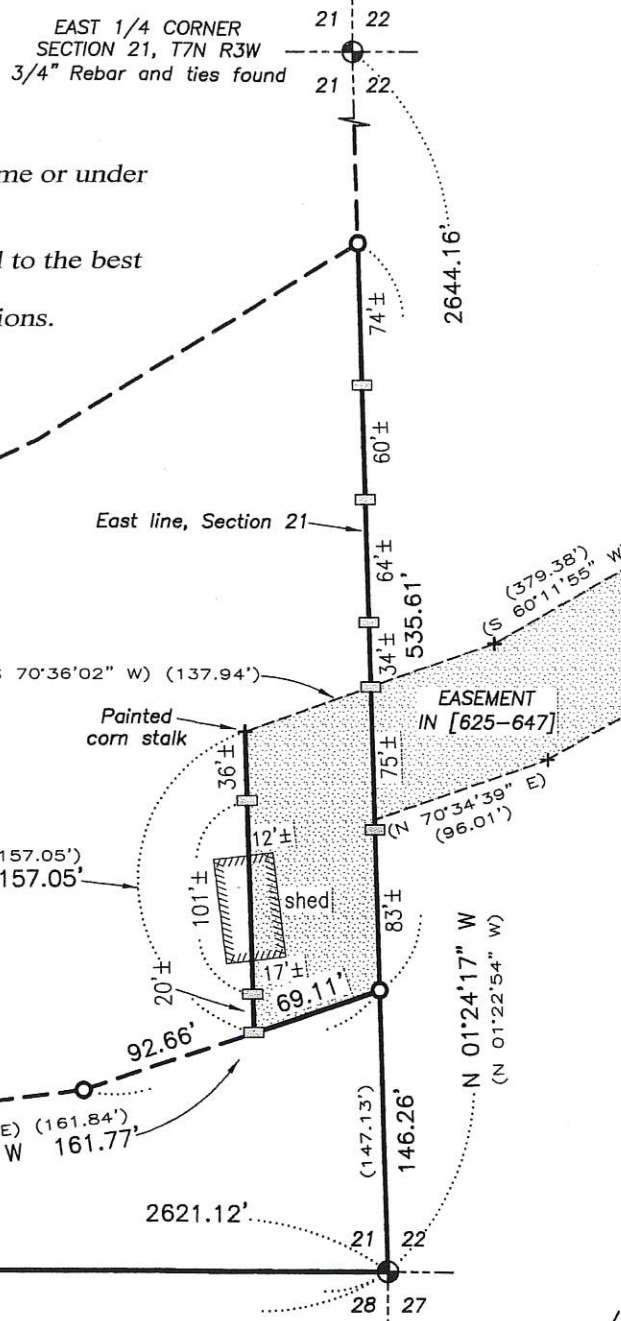 EAST 1/4 CORNER
SECTION 21, T7N R3W
3/4" Rebar and ties found
21 22
21 22
me or under
l to the best
ions.
2644.16'
74'±
60'±
East line, Section 21
64'±
535.61'
34'±
(379.38')
(S 60°11'55" W
S 70°36'02" W) (137.94')
EASEMENT
IN [625-647]
Painted
corn stalk
36'±
75'±
(N 70°34'39" E)
(96.01')
157.05')
157.05'
12'±
101'±
shed
83'±
17'±
20'±
69.11'
92.66'
N 01°24'17" W
(N 01°22'54" W)
E) (161.84')
W 161.77'
(147.13')
146.26'
2621.12'
21 22
28 27